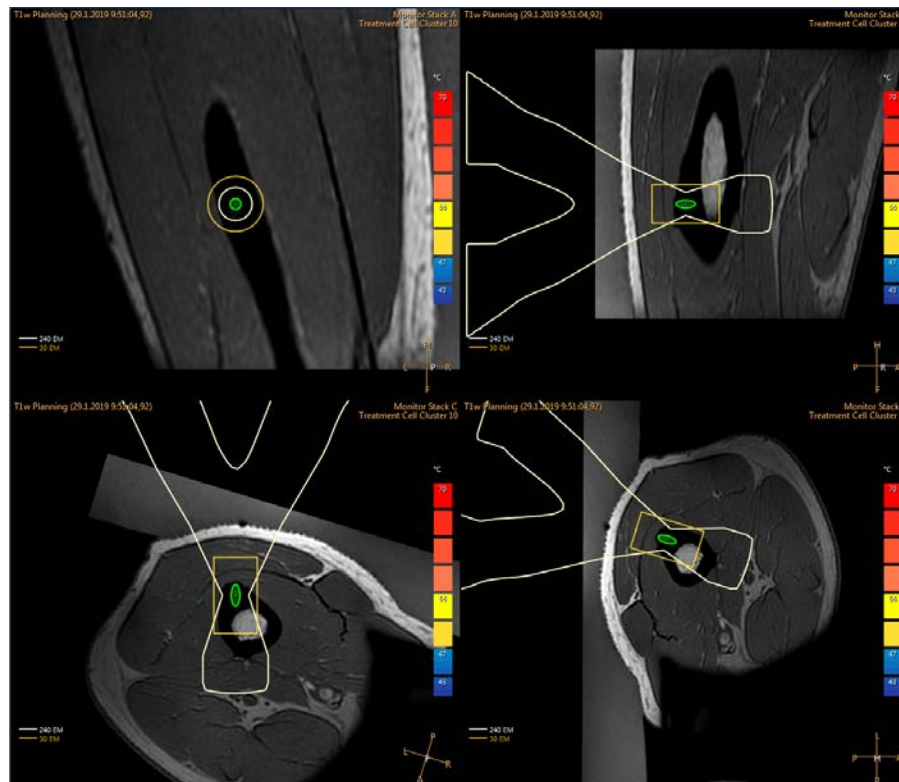 T1w Planning (29.1.2019 9:51:04,92)
Monitor Stack A
Treatment Cell Cluster 10
°C
70
56
47
43
240 EM
30 EM
H
L P R
F
T1w Planning (29.1.2019 9:51:04,92)
Monitor Stack
Treatment Cell Cluster
°C
70
56
47
43
240 EM
30 EM
H
P R A
F
T1w Planning (29.1.2019 9:51:04,92)
Monitor Stack C
Treatment Cell Cluster 10
°C
70
56
47
43
240 EM
30 EM
P
L F R
A
T1w Planning (29.1.2019 9:51:04,92)
Monitor Stack
Treatment Cell Cluster
°C
70
56
47
43
240 EM
30 EM
L
P H A
R